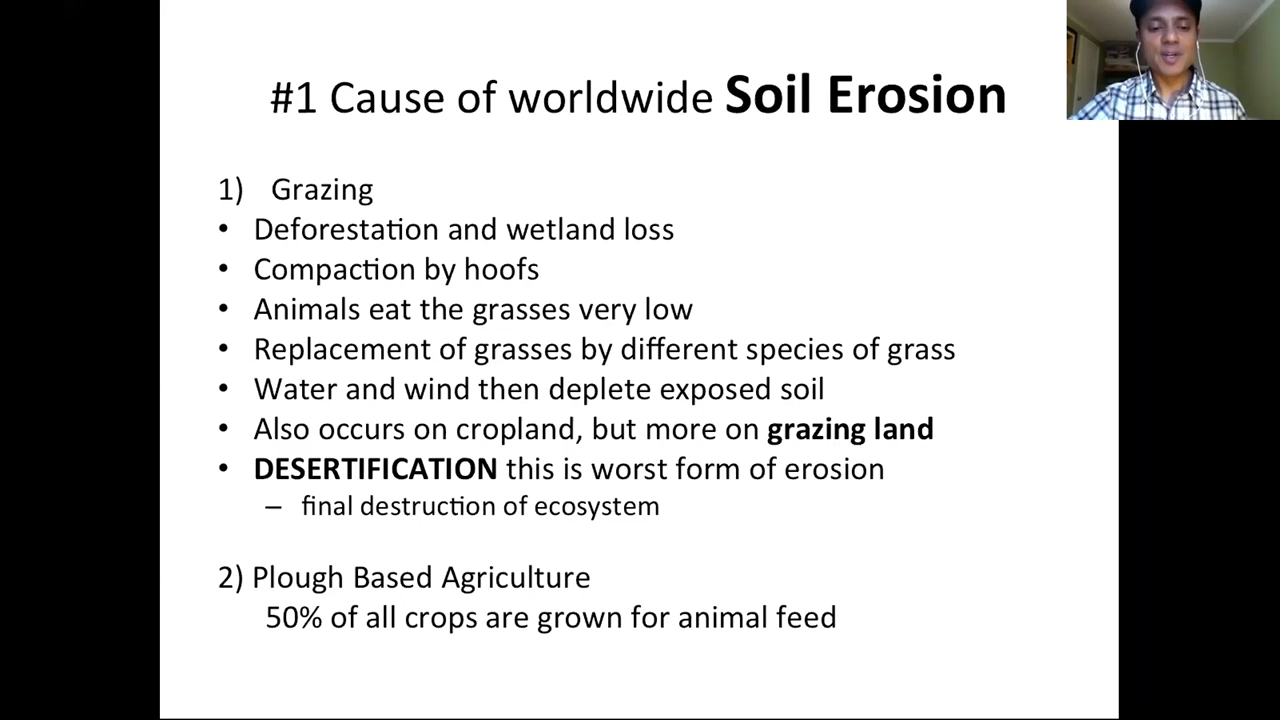 #1 Cause of worldwide Soil Erosion
1) Grazing
• Deforestation and wetland loss
• Compaction by hoofs
• Animals eat the grasses very low
• Replacement of grasses by different species of grass
• Water and wind then deplete exposed soil
• Also occurs on cropland, but more on grazing land
• DESERTIFICATION this is worst form of erosion
– final destruction of ecosystem
2) Plough Based Agriculture
50% of all crops are grown for animal feed